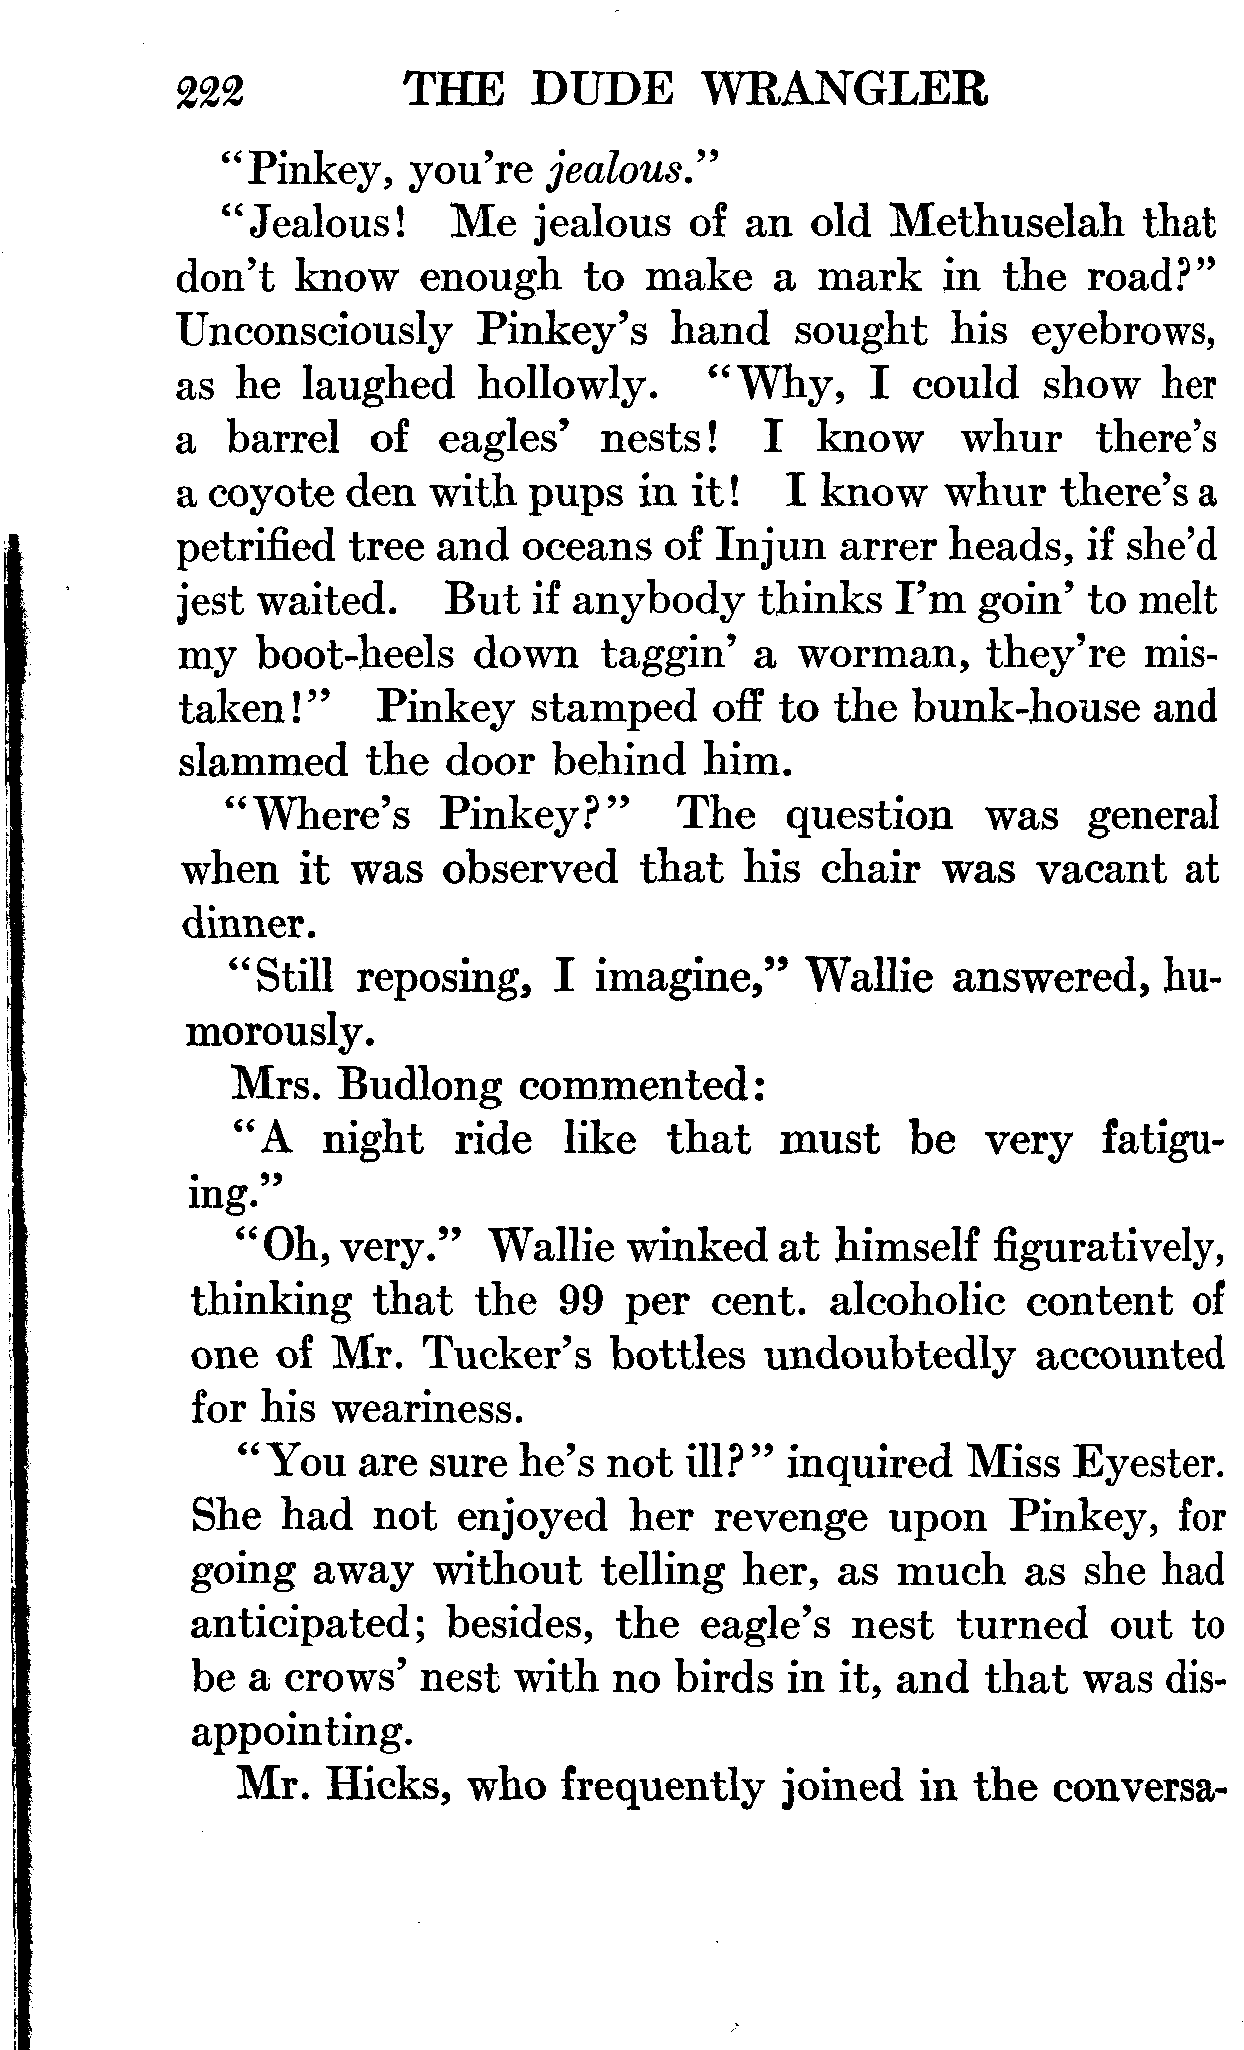 222 THE DUDE WRANGLER
“Pinkey, you’re jealous.”
“Jealous! Me jealous of an old Methuselah that
don’t know enough to make a mark in the road?”
Unconsciously Pinkey’s hand sought his eyebrows,
as he laughed hollowly. “Why, I could show her
a barrel of eagles’ nests! I know whur there’s
a coyote den with pups in it! I know whur there’s a
petrified tree and oceans of Injun arrer heads, if she’d
jest waited. But if anybody thinks I’m goin’ to melt
my boot-heels down taggin’ a worman, they’re mis-
taken!” Pinkey stamped off to the bunk-house and
slammed the door behind him.
“Where’s Pinkey?” The question was general
when it was observed that his chair was vacant at
dinner.
“Still reposing, I imagine,” Wallie answered, hu-
morously.
Mrs. Budlong commented:
“A night ride like that must be very fatigu-
ing.”
“Oh, very.” Wallie winked at himself figuratively,
thinking that the 99 per cent. alcoholic content of
one of Mr. Tucker’s bottles undoubtedly accounted
for his weariness.
“You are sure he’s not ill?” inquired Miss Eyester.
She had not enjoyed her revenge upon Pinkey, for
going away without telling her, as much as she had
anticipated; besides, the eagle’s nest turned out to
be a crows’ nest with no birds in it, and that was dis-
appointing.
Mr. Hicks, who frequently joined in the conversa-